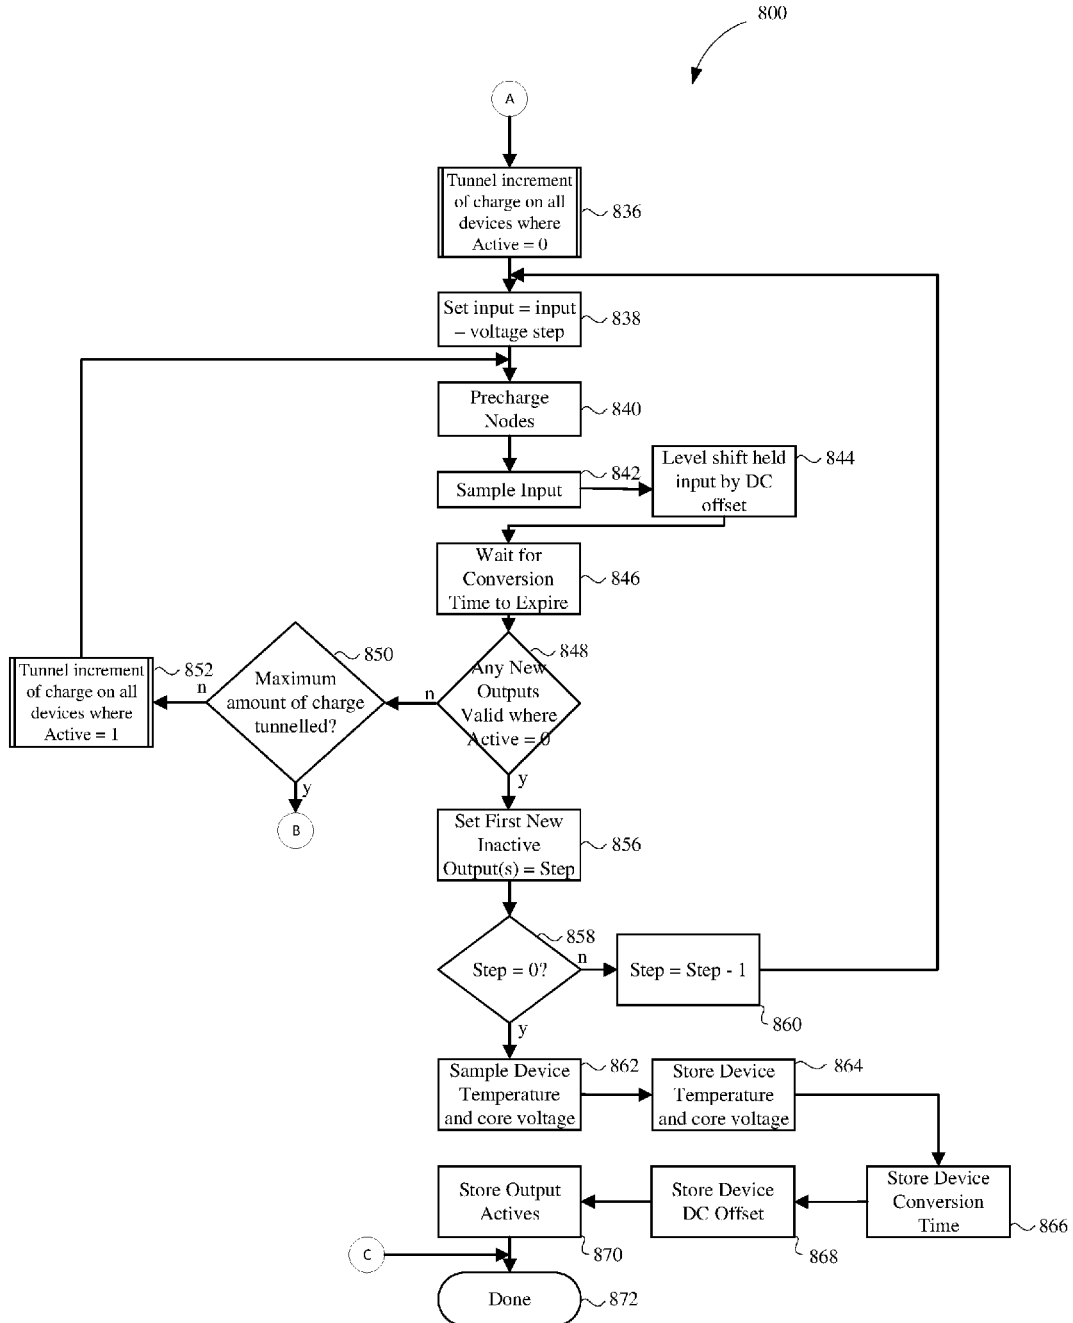 800
A
Tunnel increment
of charge on all
devices where
Active = 0
836
Set input = input
– voltage step
838
Precharge
Nodes
840
Sample Input
842
Level shift held
input by DC
offset
844
Wait for
Conversion
Time to Expire
846
Any New
Outputs
Valid where
Active = 0
848
n
y
Maximum
amount of charge
tunnelled?
850
n
y
Tunnel increment
of charge on all
devices where
Active = 1
852
B
Set First New
Inactive
Output(s) = Step
856
Step = 0?
858
n
y
Step = Step - 1
860
Sample Device
Temperature
and core voltage
862
Store Device
Temperature
and core voltage
864
Store Device
Conversion
Time
866
Store Device
DC Offset
868
Store Output
Actives
870
C
Done
872